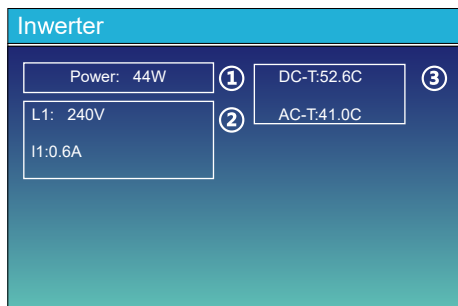 Inwerter
Power: 44W
①
L1: 240V
I1:0.6A
②
DC-T:52.6C
AC-T:41.0C
③